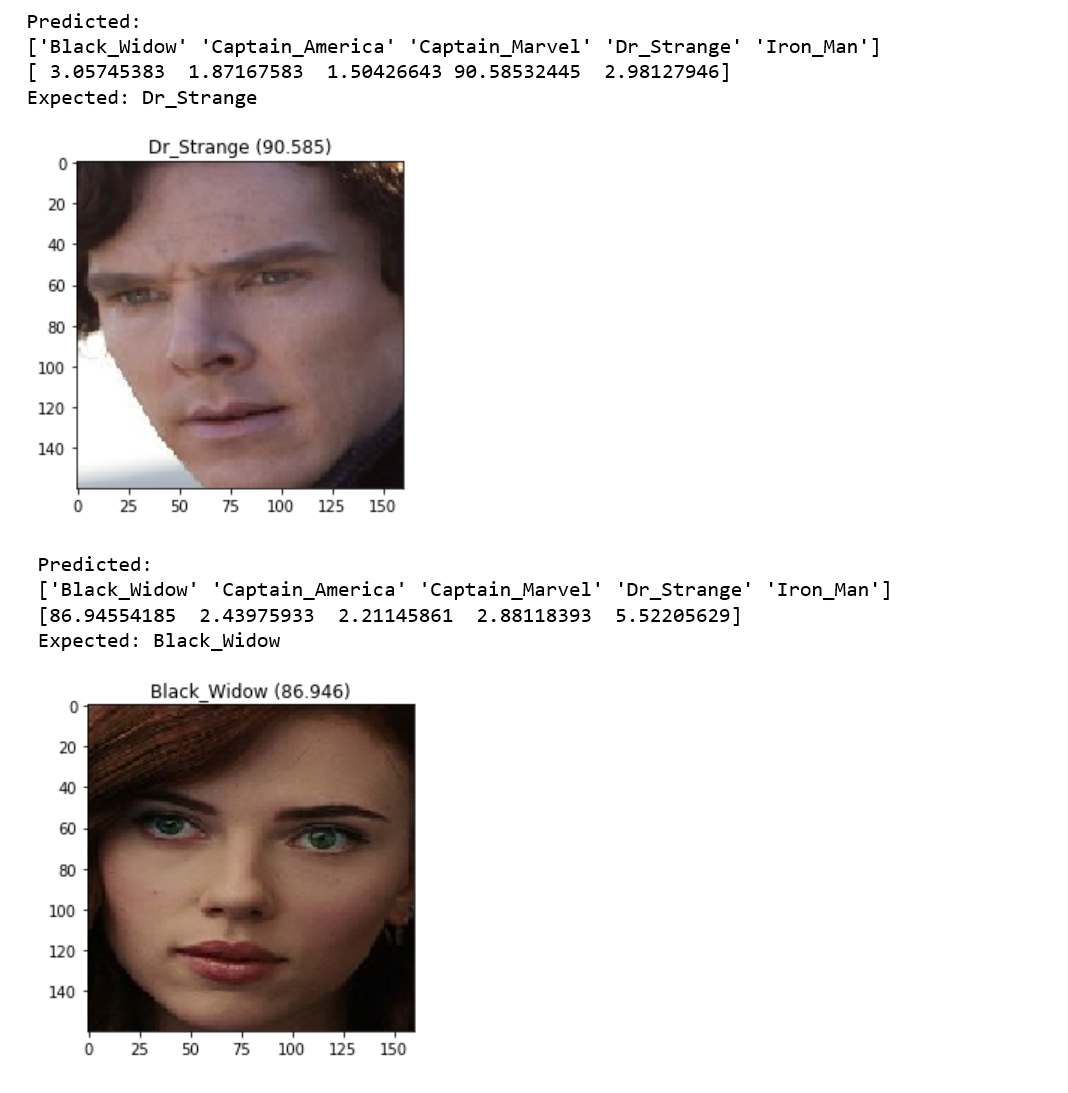 Predicted:
['Black_Widow' 'Captain_America' 'Captain_Marvel' 'Dr_Strange' 'Iron_Man']
[ 3.05745383 1.87167583 1.50426643 90.58532445 2.98127946]
Expected: Dr_Strange
Dr_Strange (90.585)
0
20
40
60
80
100
120
140
0 25 50 75 100 125 150
Predicted:
['Black_Widow' 'Captain_America' 'Captain_Marvel' 'Dr_Strange' 'Iron_Man']
[86.94554185 2.43975933 2.21145861 2.88118393 5.52205629]
Expected: Black_Widow
Black_Widow (86.946)
0
20
40
60
80
100
120
140
0 25 50 75 100 125 150